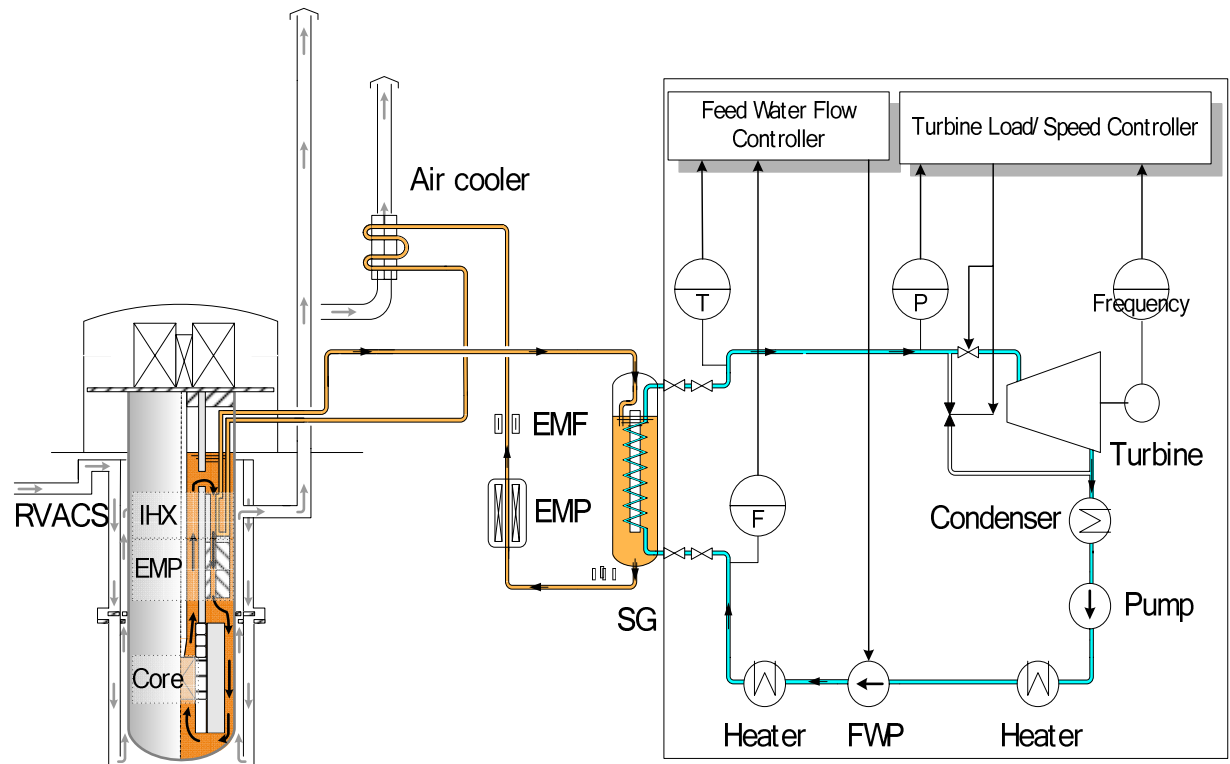 Feed Water Flow
Controller
Turbine Load/ Speed Controller
Air cooler
T
P
Frequency
EMF
Turbine
RVACS
IHX
EMP
F
Condenser
EMP
Core
SG
Pump
Heater
FWP
Heater